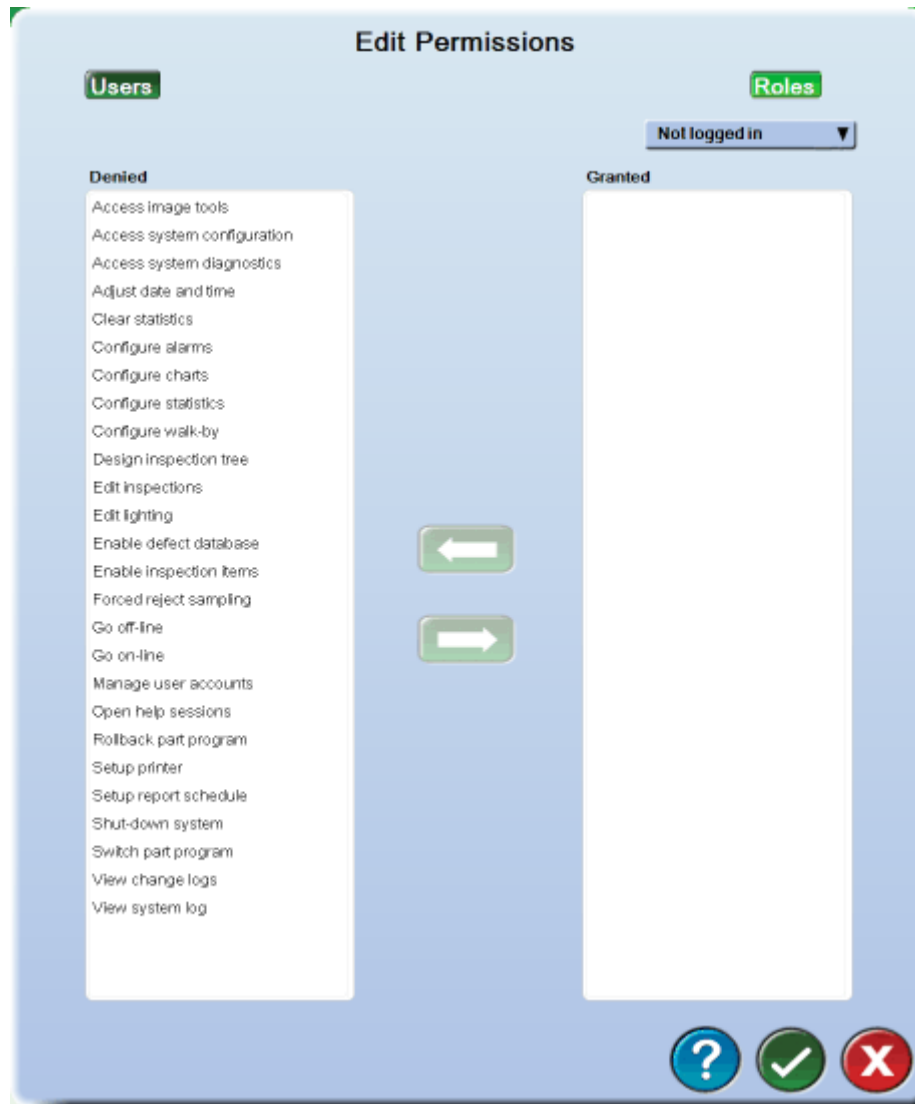 Edit Permissions
Users
Roles
Not logged in
Denied
Granted
Access image tools
Access system configuration
Access system diagnostics
Adjust date and time
Clear statistics
Configure alarms
Configure charts
Configure statistics
Configure walk-by
Design inspection tree
Edit inspections
Edit lighting
Enable defect database
Enable inspection items
Forced reject sampling
Go off-line
Go on-line
Manage user accounts
Open help sessions
Rollback part program
Setup printer
Setup report schedule
Shut-down system
Switch part program
View change logs
View system log
?